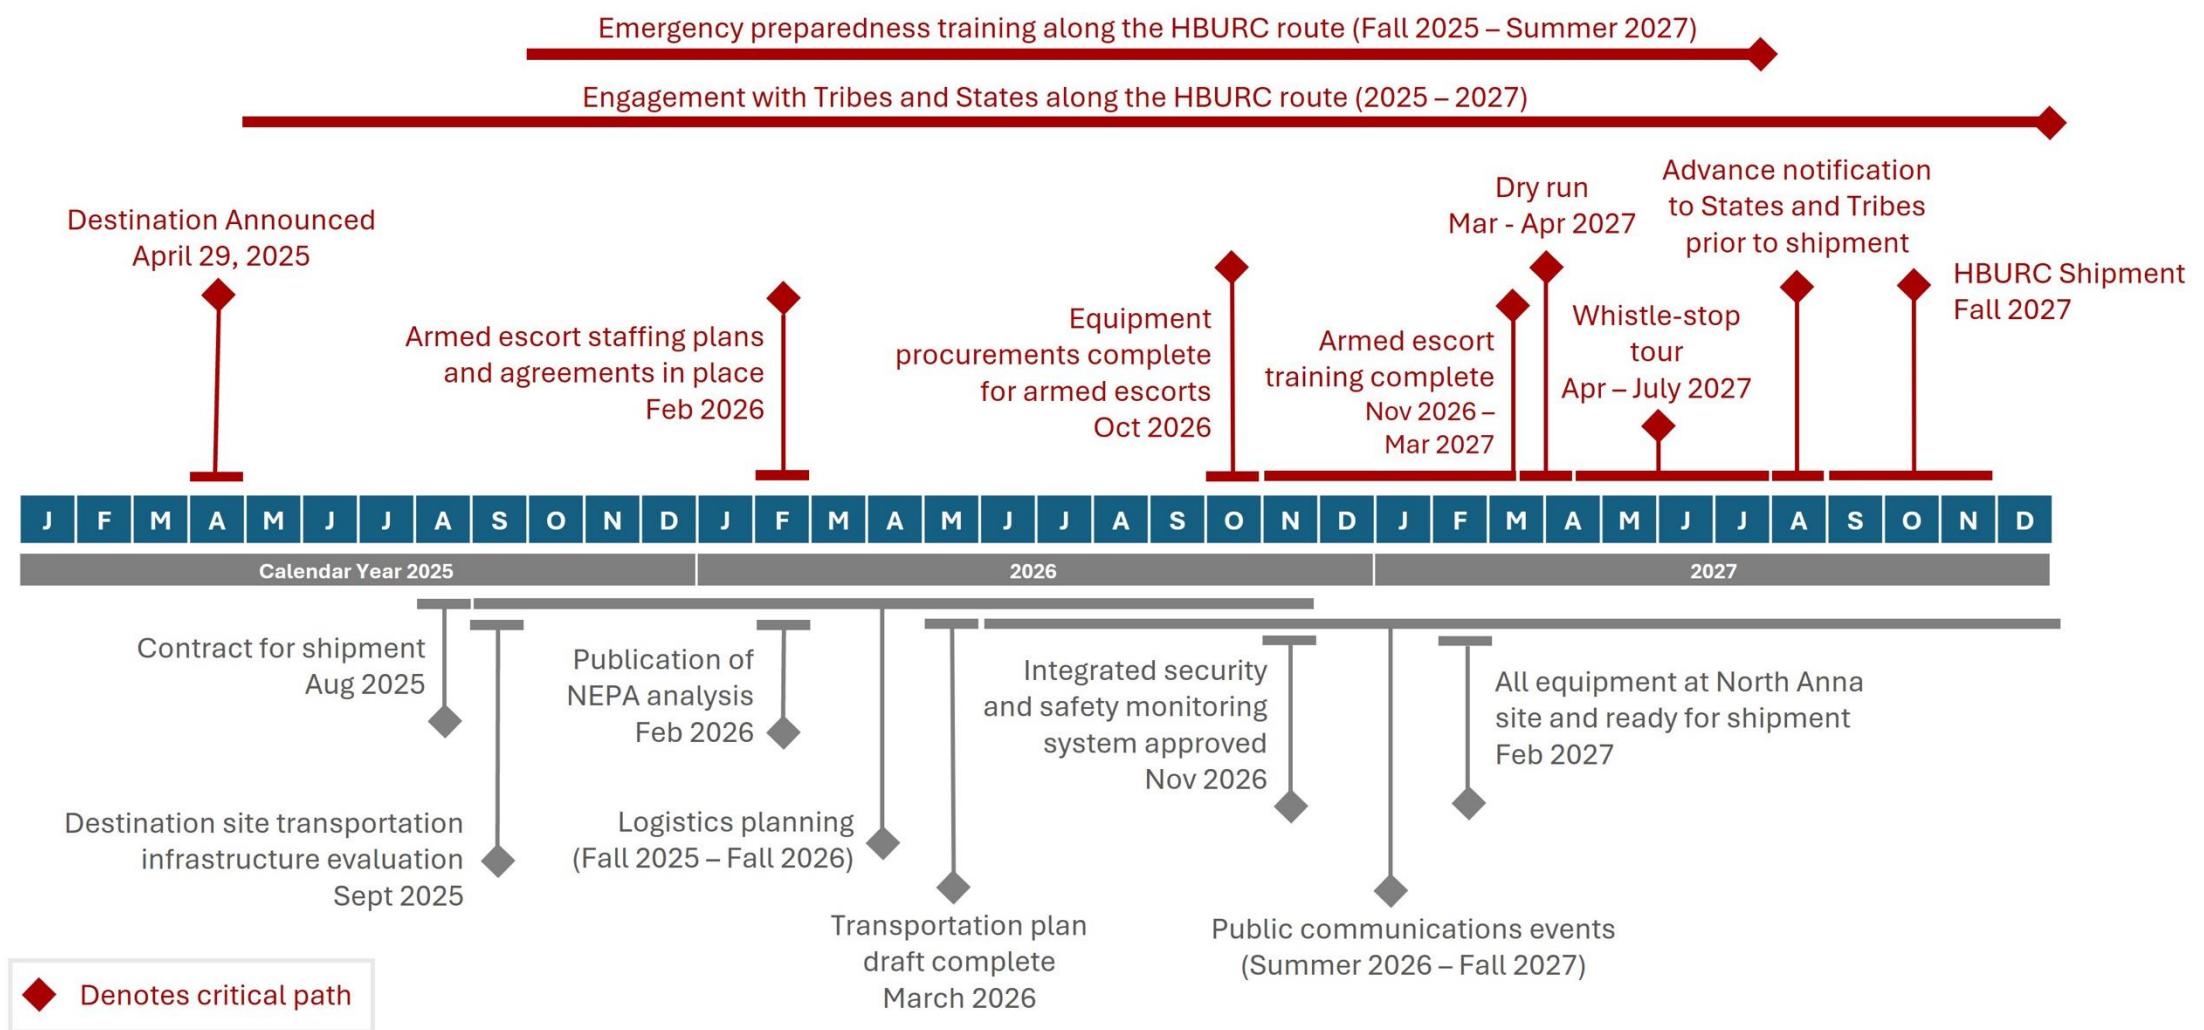 Emergency preparedness training along the HBURC route (Fall 2025 – Summer 2027)
Engagement with Tribes and States along the HBURC route (2025 – 2027)
Destination Announced
April 29, 2025
Armed escort staffing plans
and agreements in place
Feb 2026
Equipment
procurements complete
for armed escorts
Oct 2026
Armed escort
training complete
Nov 2026 –
Mar 2027
Dry run
Mar - Apr 2027
Whistle-stop
tour
Apr – July 2027
Advance notification
to States and Tribes
prior to shipment
HBURC Shipment
Fall 2027
J F M A M J J A S O N D J F M A M J J A S O N D J F M A M J J A S O N D
Calendar Year 2025 2026 2027
Contract for shipment
Aug 2025
Destination site transportation
infrastructure evaluation
Sept 2025
Publication of
NEPA analysis
Feb 2026
Logistics planning
(Fall 2025 – Fall 2026)
Transportation plan
draft complete
March 2026
Integrated security
and safety monitoring
system approved
Nov 2026
Public communications events
(Summer 2026 – Fall 2027)
All equipment at North Anna
site and ready for shipment
Feb 2027
Denotes critical path